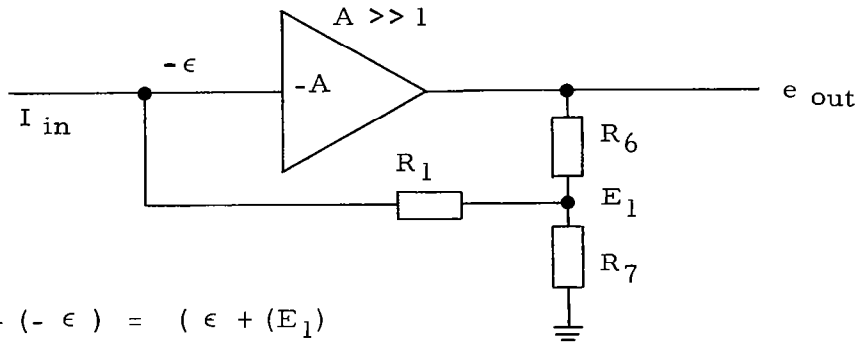 A >> 1
-ϵ
-A
e out
I in
R6
R1
E1
R7
- (- ϵ ) = ( ϵ + (E1)